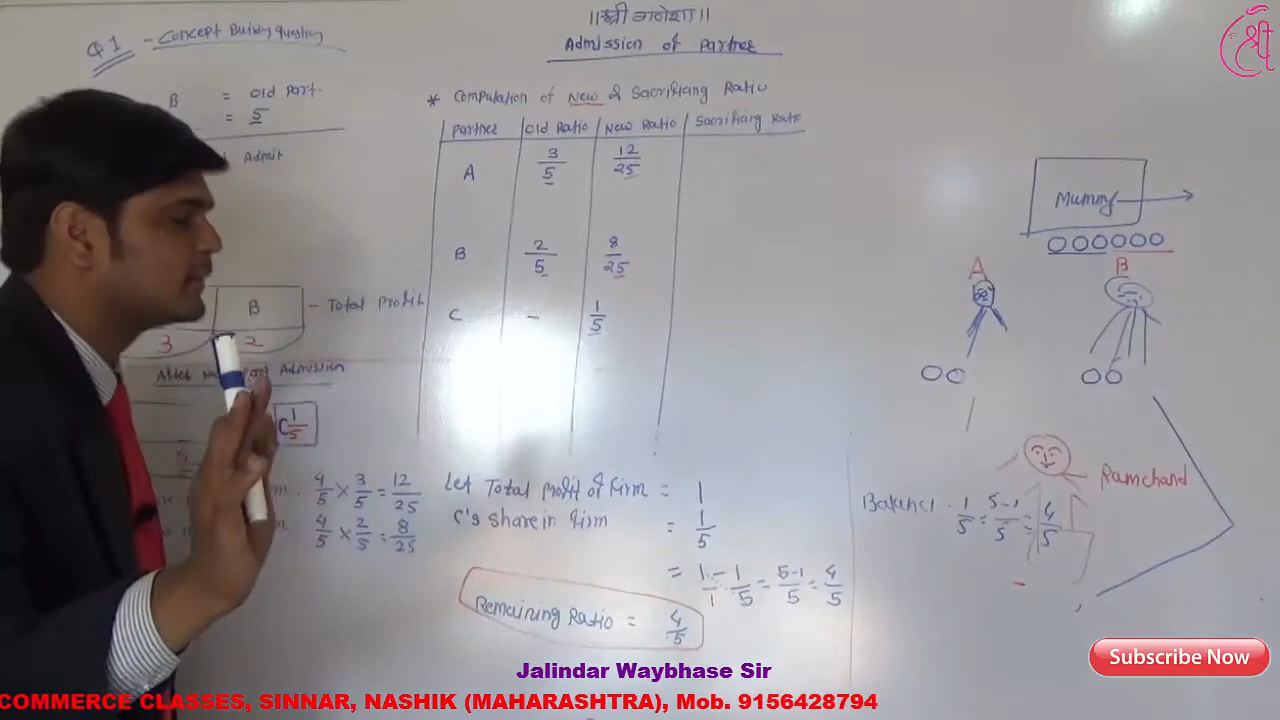 ॥श्री गणेशा॥
Admission of Partner
Q 1 - Concept Buixng Question
B = Old Part.
= 5
Admit
B - Total Profit
3 2
After Admission
C 1/5
4/5 × 3/5 = 12/25
4/5 × 2/5 = 8/25
* Computation of New & Sacrificing Ratio
Partner Old Ratio New Ratio Sacrificing Ratio
A 3/5 12/25
B 2/5 8/25
C - 1/5
Let Total Profit of Firm = 1
C's share in firm = 1/5
= 1/1 - 1/5 = 5-1/5 = 4/5
Remaining Ratio = 4/5
Mummy
A B
Ramchand
Balance . 1/5 = 5-1/5 = 4/5
श्री
Subscribe Now
Jalindar Waybhase Sir
COMMERCE CLASSES, SINNAR, NASHIK (MAHARASHTRA), Mob. 9156428794